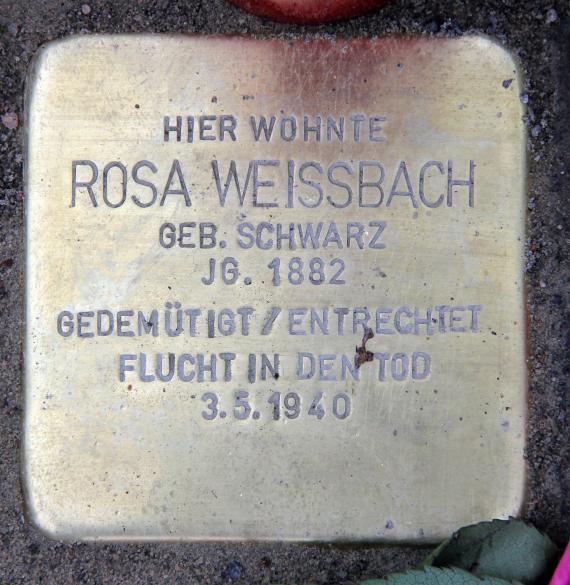 HIER WOHNTE
ROSA WEISSBACH
GEB. SCHWARZ
JG. 1882
GEDEMÜTIGT / ENTRECHTET
FLUCHT IN DEN TOD
3.5.1940